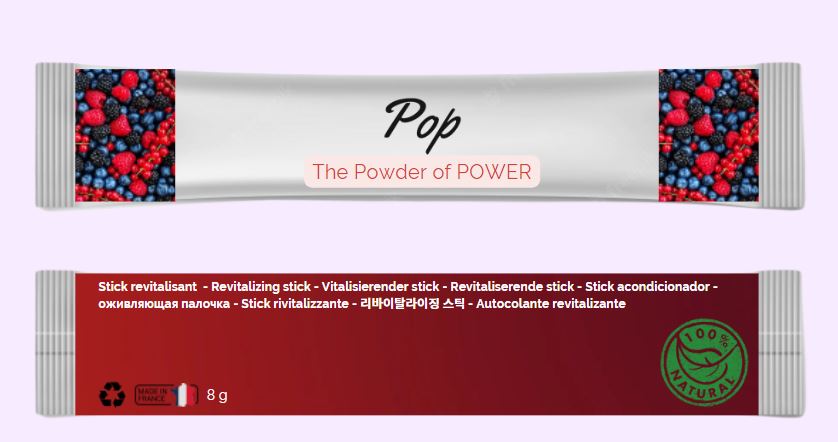 Pop
The Powder of POWER
Stick revitalisant - Revitalizing stick - Vitalisierender stick - Revitaliserende stick - Stick acondicionador -
оживляющая палочка - Stick rivitalizzante - 리바이탈라이징 스틱 - Autocolante revitalizante
100%
NATURAL
MADE IN
FRANCE
8 g